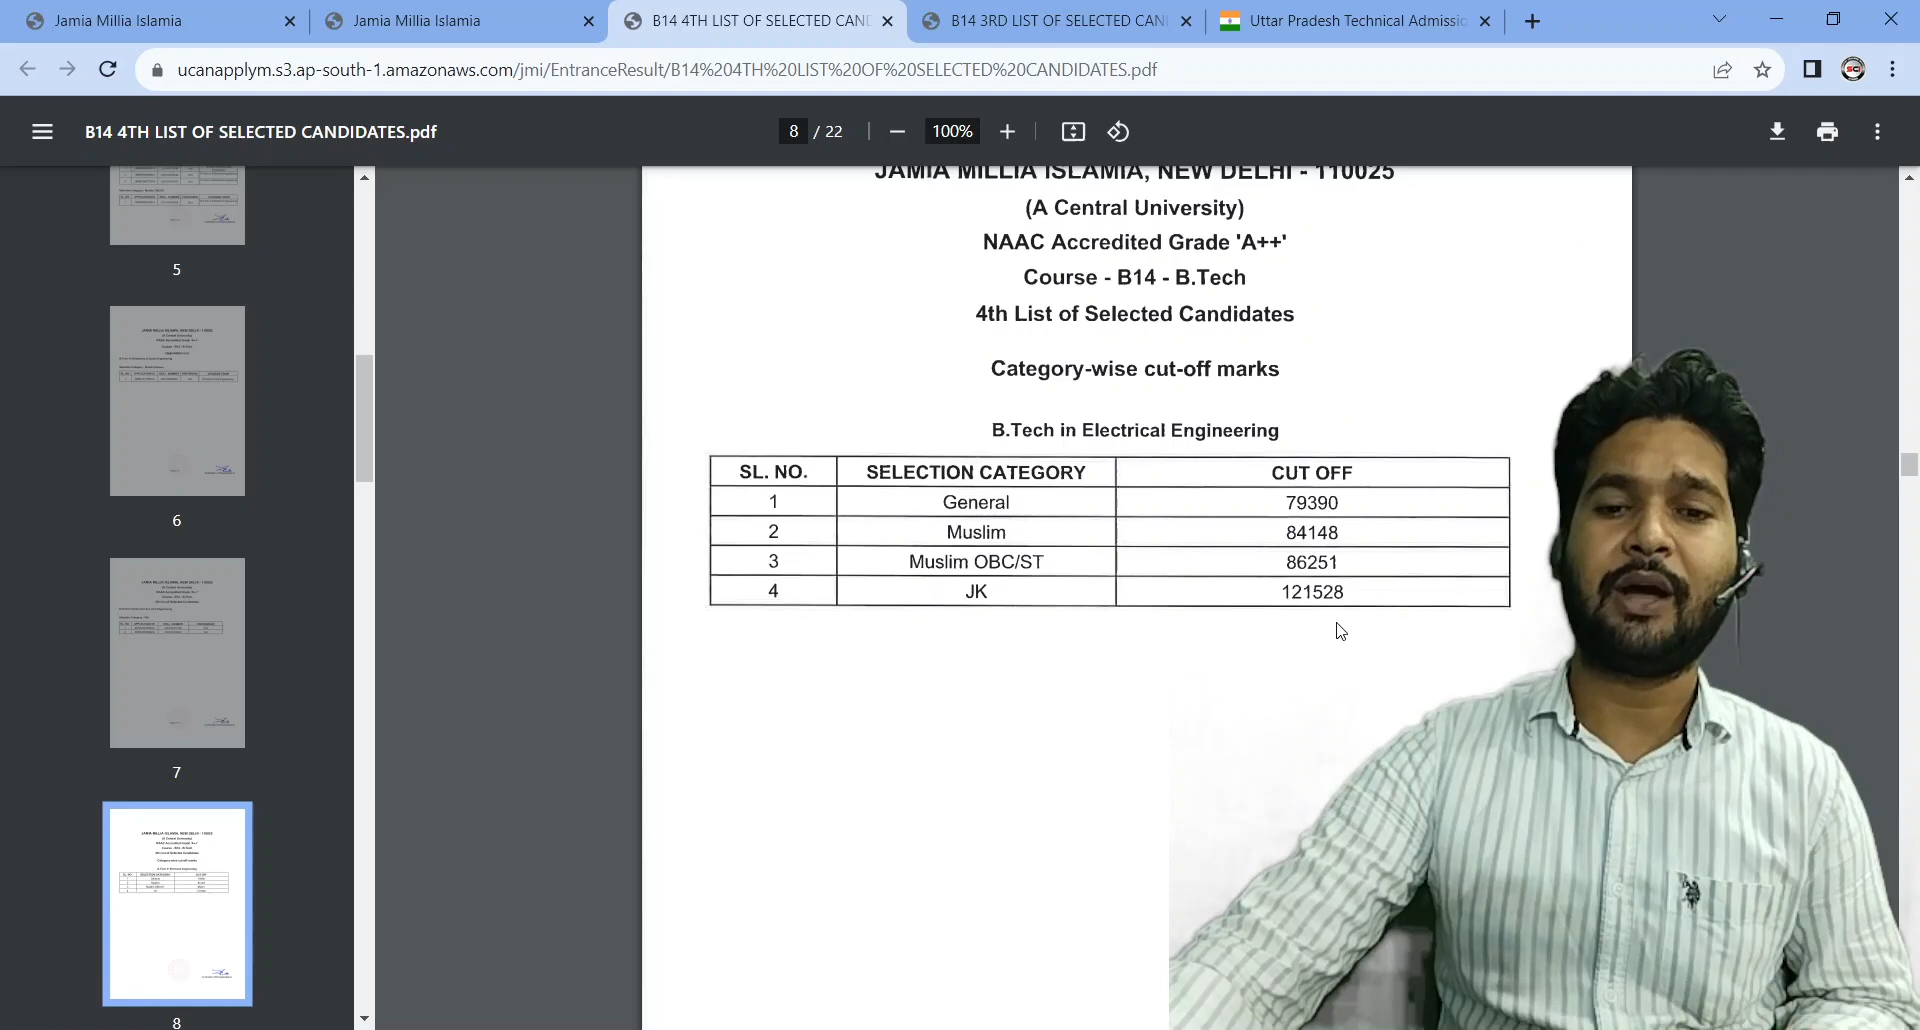 Jamia Millia Islamia
Jamia Millia Islamia
B14 4TH LIST OF SELECTED CAND
B14 3RD LIST OF SELECTED CAN
Uttar Pradesh Technical Admissio
ucanapplym.s3.ap-south-1.amazonaws.com/jmi/EntranceResult/B14%204TH%20LIST%20OF%20SELECTED%20CANDIDATES.pdf
B14 4TH LIST OF SELECTED CANDIDATES.pdf
8 / 22
100%
5
6
7
8
JAMIA MILLIA ISLAMIA, NEW DELHI - 110025
(A Central University)
NAAC Accredited Grade 'A++'
Course - B14 - B.Tech
4th List of Selected Candidates
Category-wise cut-off marks
B.Tech in Electrical Engineering
SL. NO. SELECTION CATEGORY CUT OFF
1 General 79390
2 Muslim 84148
3 Muslim OBC/ST 86251
4 JK 121528